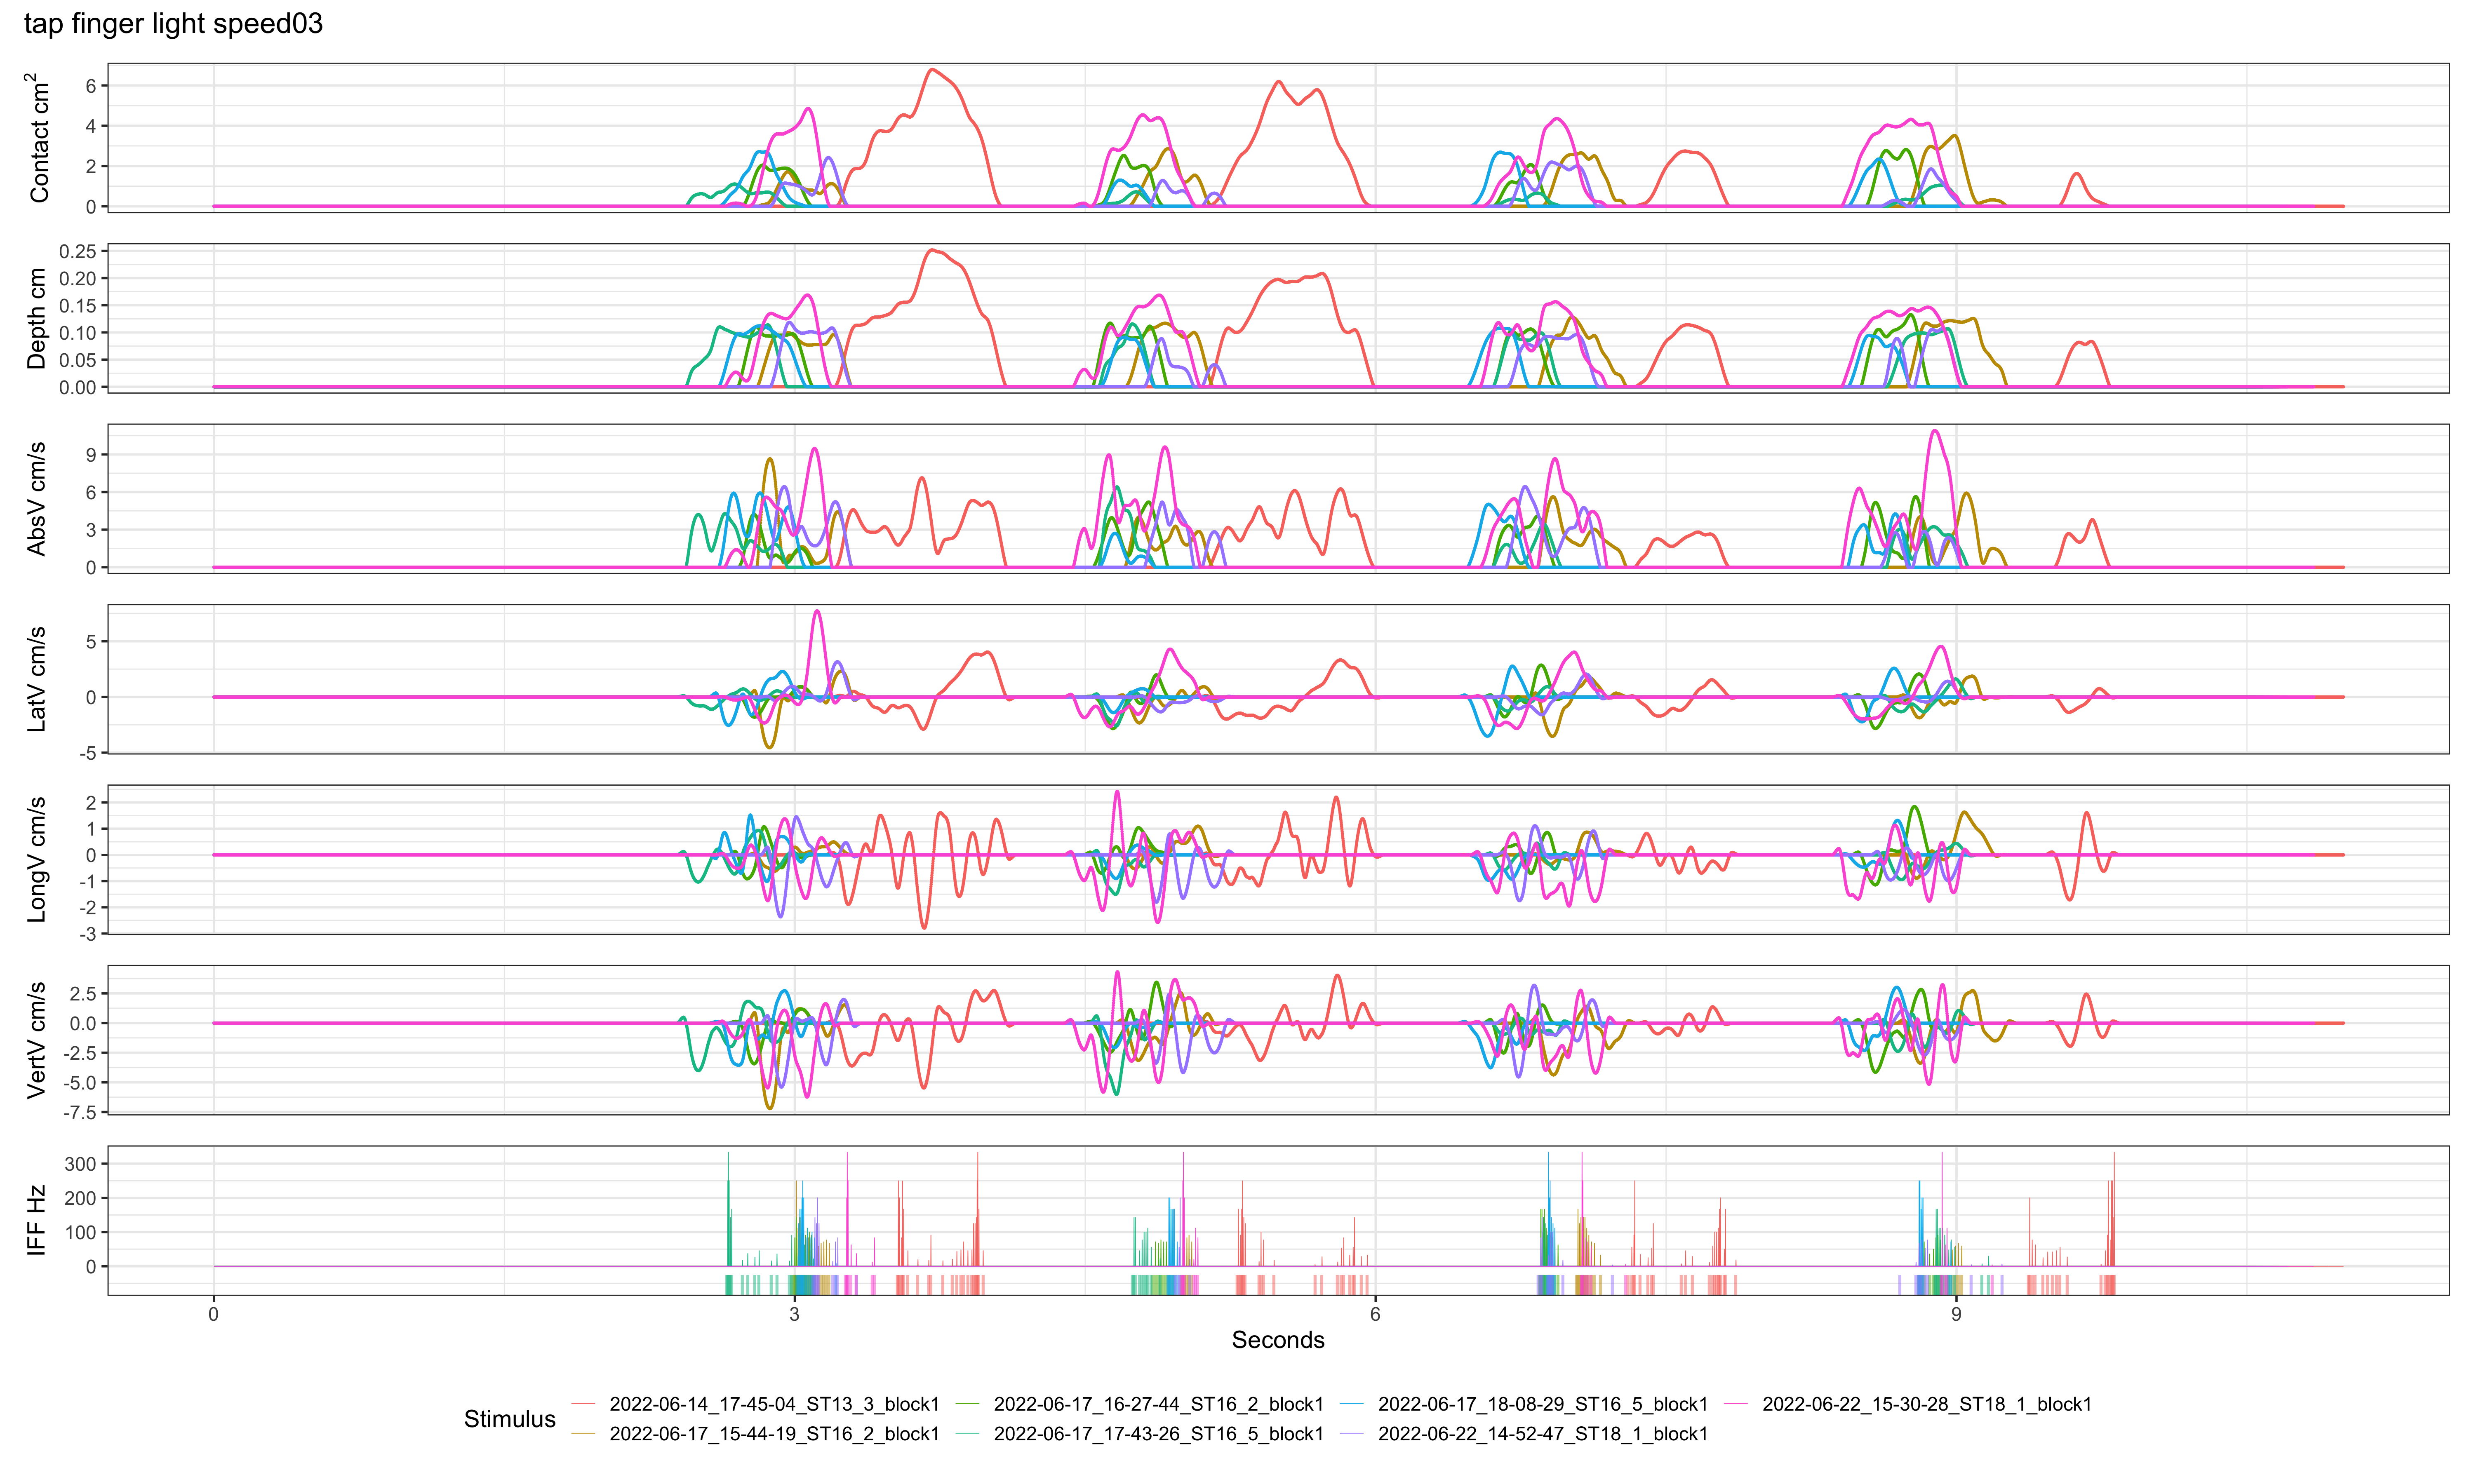 tap finger light speed03
Contact cm²
6
4
2
0
Depth cm
0.25
0.20
0.15
0.10
0.05
0.00
AbsV cm/s
9
6
3
0
LatV cm/s
5
0
-5
LongV cm/s
2
1
0
-1
-2
-3
VertV cm/s
2.5
0.0
-2.5
-5.0
-7.5
IFF Hz
300
200
100
0
0 3 6 9
Seconds
Stimulus
2022-06-14_17-45-04_ST13_3_block1 2022-06-17_16-27-44_ST16_2_block1 2022-06-17_18-08-29_ST16_5_block1 2022-06-22_15-30-28_ST18_1_block1
2022-06-17_15-44-19_ST16_2_block1 2022-06-17_17-43-26_ST16_5_block1 2022-06-22_14-52-47_ST18_1_block1